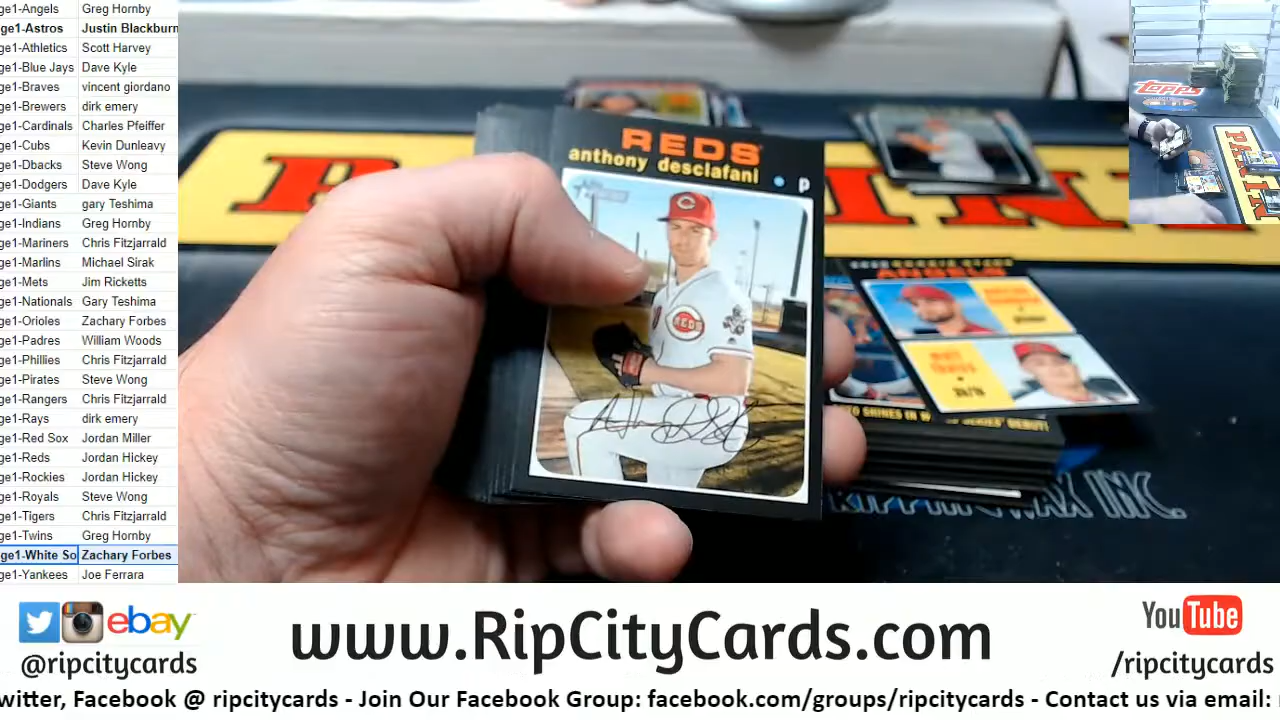 ge1-Angels Greg Hornby
ge1-Astros Justin Blackburn
ge1-Athletics Scott Harvey
ge1-Blue Jays Dave Kyle
ge1-Braves vincent giordano
ge1-Brewers dirk emery
ge1-Cardinals Charles Pfeiffer
ge1-Cubs Kevin Dunleavy
ge1-Dbacks Steve Wong
ge1-Dodgers Dave Kyle
ge1-Giants gary Teshima
ge1-Indians Greg Hornby
ge1-Mariners Chris Fitzjarrald
ge1-Marlins Michael Sirak
ge1-Mets Jim Ricketts
ge1-Nationals Gary Teshima
ge1-Orioles Zachary Forbes
ge1-Padres William Woods
ge1-Phillies Chris Fitzjarrald
ge1-Pirates Steve Wong
ge1-Rangers Chris Fitzjarrald
ge1-Rays dirk emery
ge1-Red Sox Jordan Miller
ge1-Reds Jordan Hickey
ge1-Rockies Jordan Hickey
ge1-Royals Steve Wong
ge1-Tigers Chris Fitzjarrald
ge1-Twins Greg Hornby
ge1-White So Zachary Forbes
ge1-Yankees Joe Ferrara
REDS
anthony desclafani p
REDS
ANGELS
topps
ebay
@ripcitycards
www.RipCityCards.com
YouTube
/ripcitycards
witter, Facebook @ ripcitycards - Join Our Facebook Group: facebook.com/groups/ripcitycards - Contact us via email: